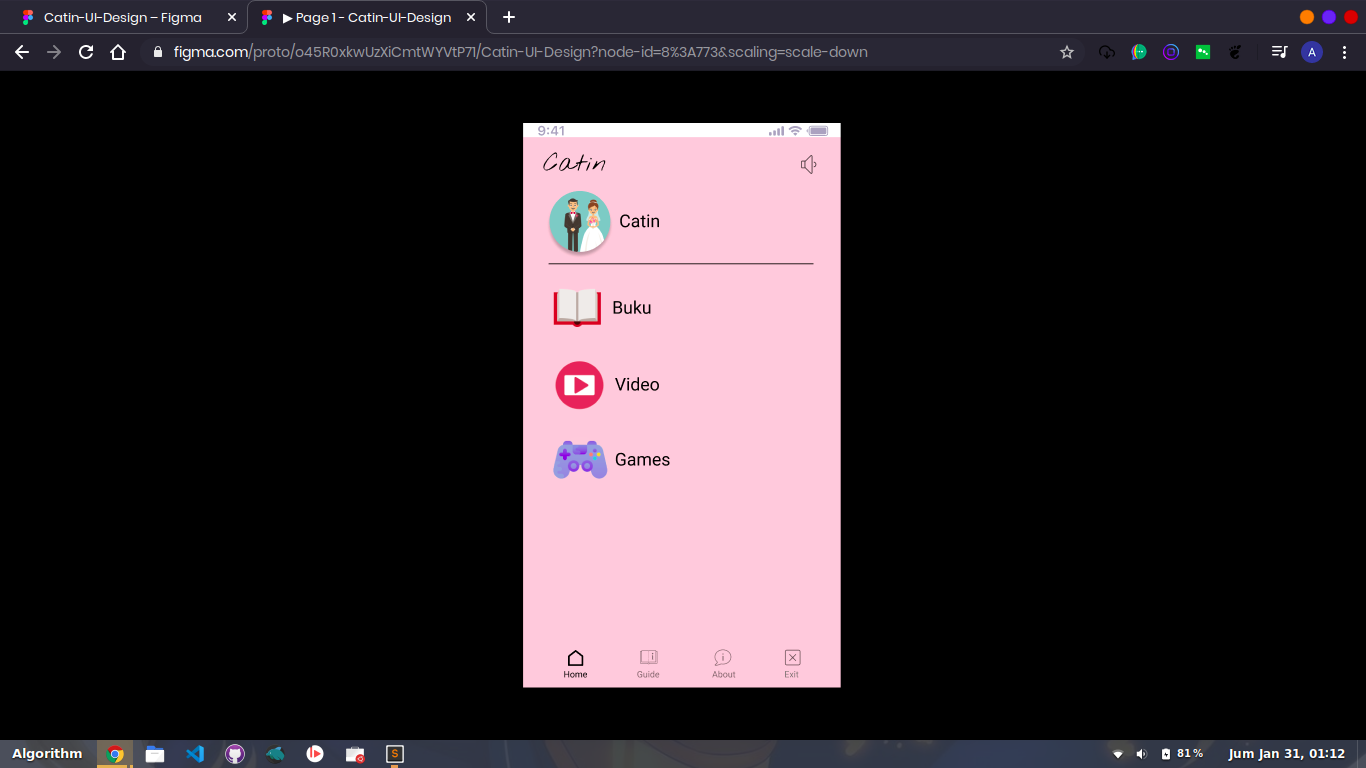 Catin-UI-Design – Figma
▶ Page 1 - Catin-UI-Design
figma.com/proto/o45R0xkwUzXiCmtWYVtP71/Catin-UI-Design?node-id=8%3A773&scaling=scale-down
A
9:41
Catin
Catin
Buku
Video
Games
Home
Guide
About
Exit
Algorithm
S
81%
Jum Jan 31, 01:12